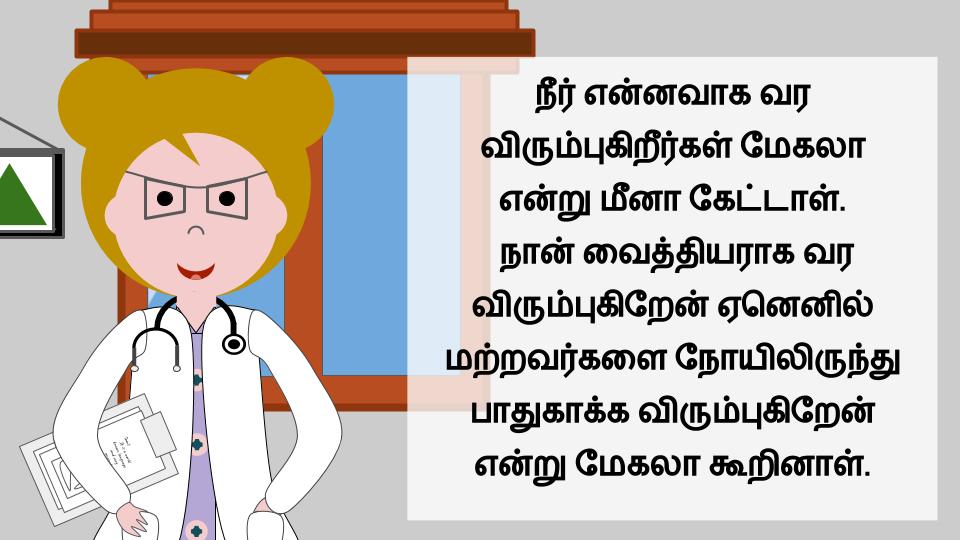 நீர் என்னவாக வர
விரும்புகிறீர்கள் மேகலா
என்று மீனா கேட்டாள்.
நான் வைத்தியராக வர
விரும்புகிறேன் ஏனெனில்
மற்றவர்களை நோயிலிருந்து
பாதுகாக்க விரும்புகிறேன்
என்று மேகலா கூறினாள்.